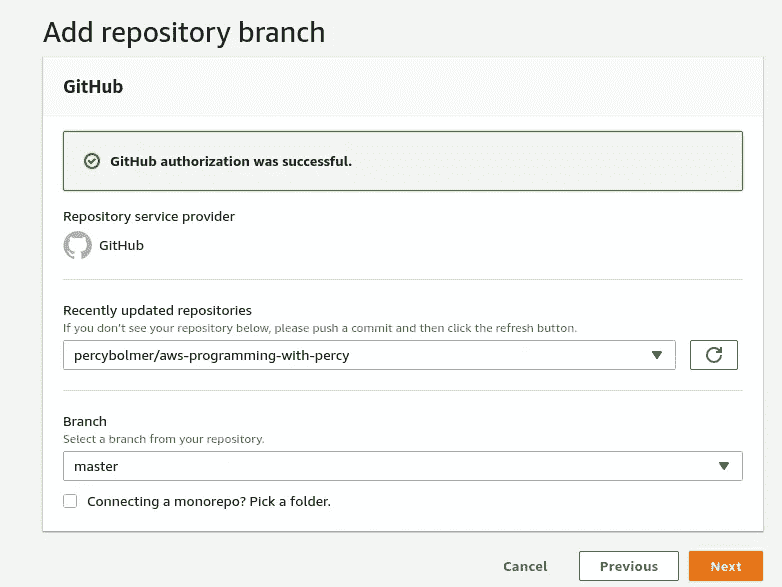 Add repository branch
GitHub
GitHub authorization was successful.
Repository service provider
GitHub
Recently updated repositories
If you don't see your repository below, please push a commit and then click the refresh button.
percybolmer/aws-programming-with-percy
Branch
Select a branch from your repository.
master
Connecting a monorepo? Pick a folder.
Cancel Previous Next